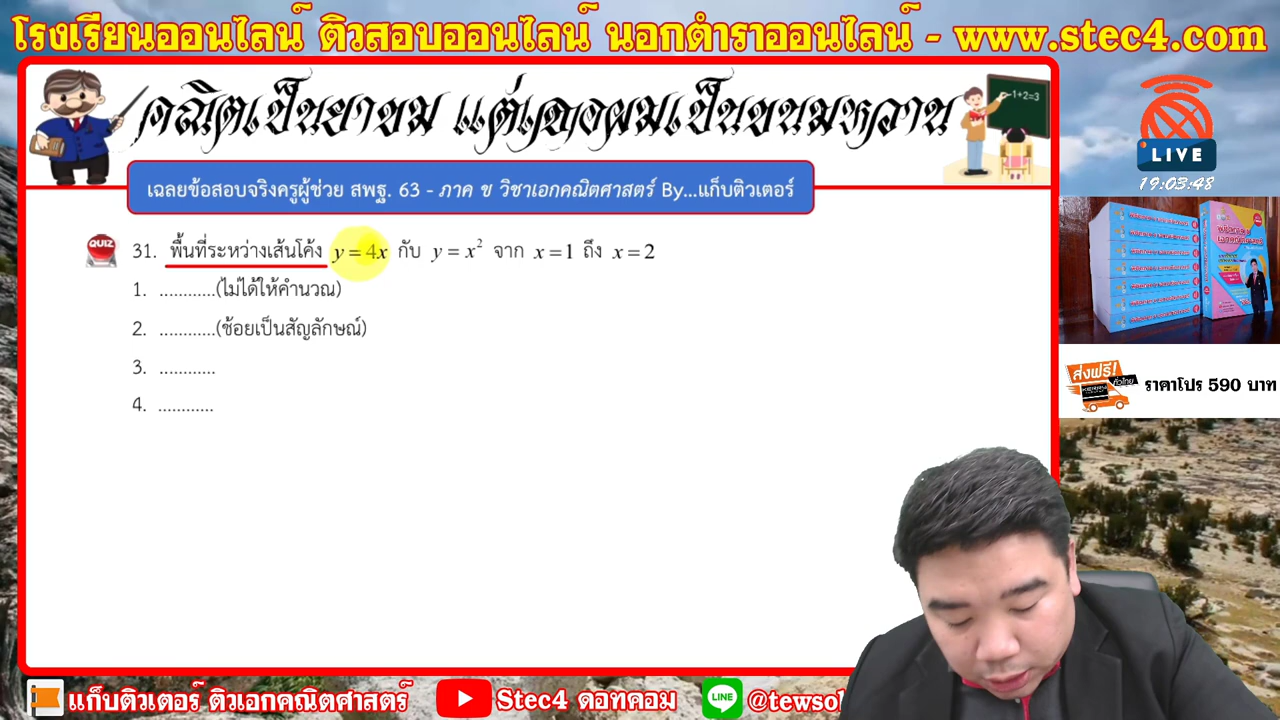 โรงเรียนออนไลน์ ติวสอบออนไลน์ นอกตำราออนไลน์ - www.stec4.com
คณิตเป็นยาขม แต่เจอผมเป็นขนมหวาน
1+2=3
LIVE
19:03:48
เฉลยข้อสอบจริงครูผู้ช่วย สพฐ. 63 - ภาค ข วิชาเอกคณิตศาสตร์ By...แก็บติวเตอร์
QUIZ
31. พื้นที่ระหว่างเส้นโค้ง y = 4x กับ y = x² จาก x = 1 ถึง x = 2
1. ............(ไม่ได้ให้คำนวณ)
2. ............(ช้อยเป็นสัญลักษณ์)
3. ............
4. ............
ส่งฟรี!
ทั่วไทย
ราคาโปร 590 บาท
แก็บติวเตอร์ ติวเอกคณิตศาสตร์
Stec4 ดอทคอม
LINE